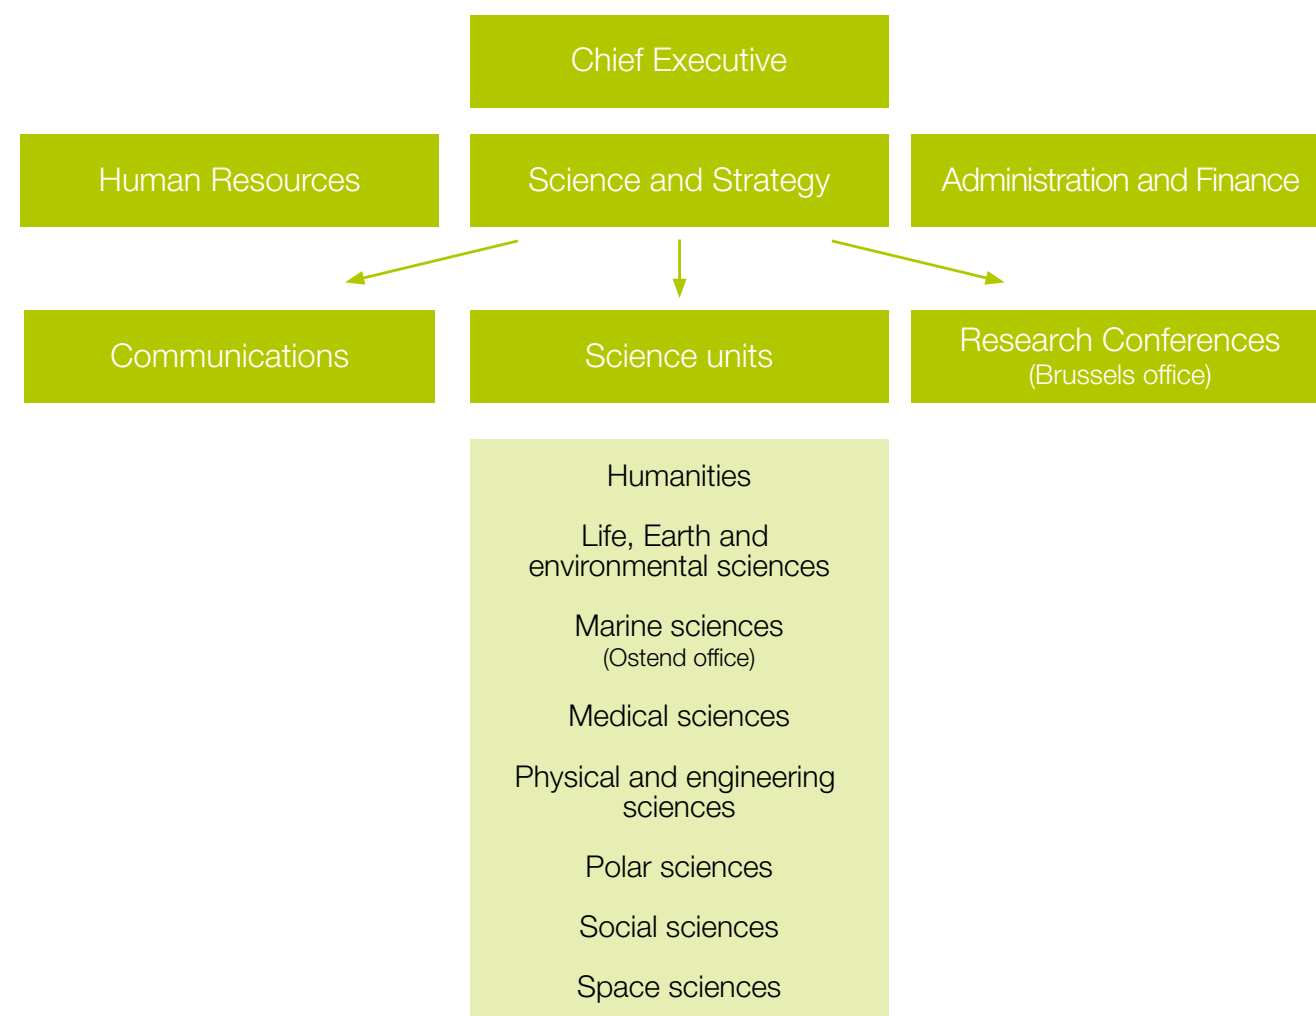 Chief Executive
Human Resources
Science and Strategy
Administration and Finance
Communications
Science units
Research Conferences
(Brussels office)
Humanities
Life, Earth and
environmental sciences
Marine sciences
(Ostend office)
Medical sciences
Physical and engineering
sciences
Polar sciences
Social sciences
Space sciences